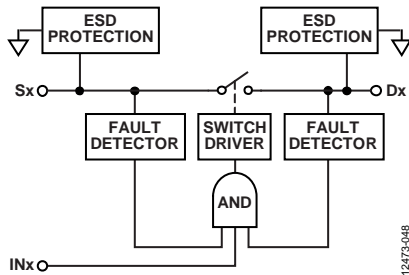 ESD
PROTECTION
ESD
PROTECTION
Sx
Dx
FAULT
DETECTOR
SWITCH
DRIVER
FAULT
DETECTOR
AND
INx
12473-048